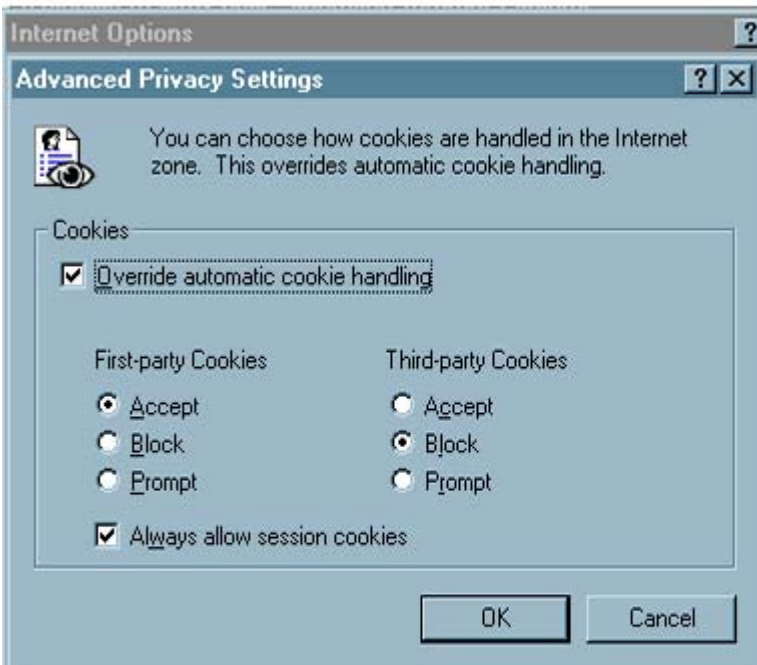 Internet Options
?
Advanced Privacy Settings
?
You can choose how cookies are handled in the Internet
zone. This overrides automatic cookie handling.
Cookies
Override automatic cookie handling
First-party Cookies
Third-party Cookies
Accept
Accept
Block
Block
Prompt
Prompt
Always allow session cookies
OK
Cancel